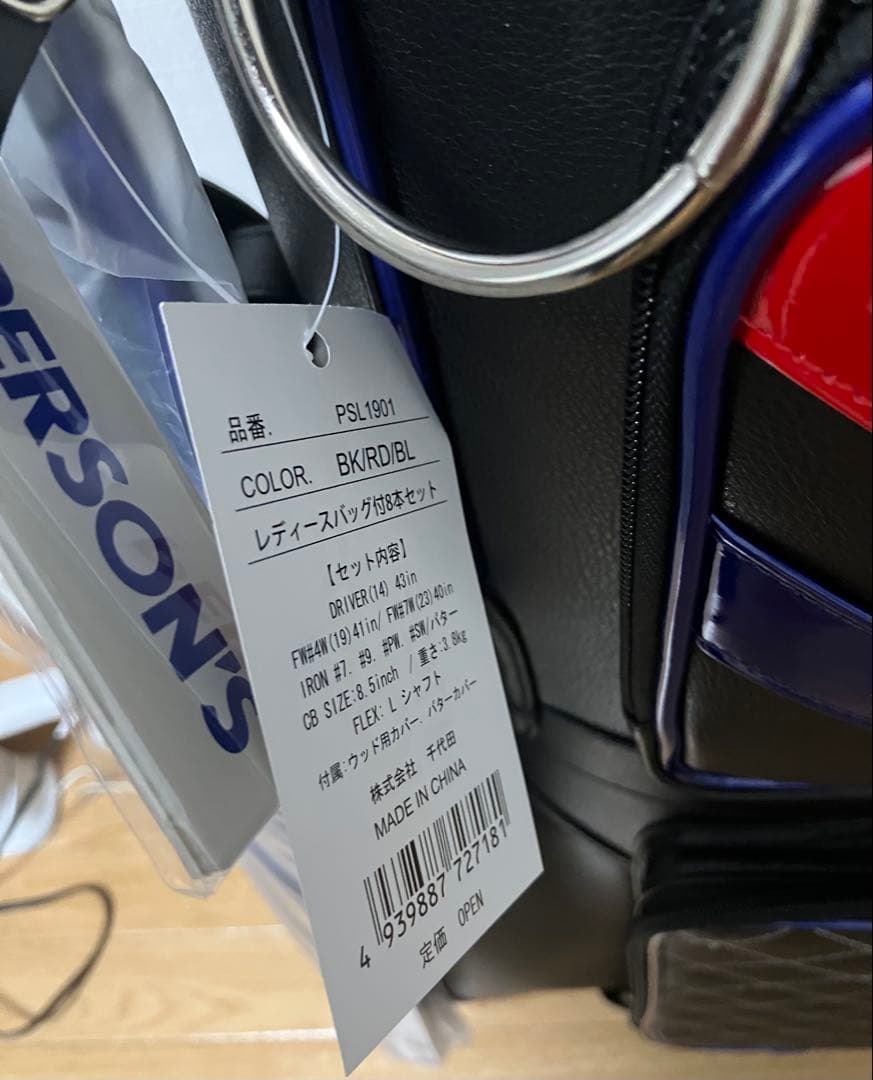 PERSON'S
品番. PSL1901
COLOR. BK/RD/BL
レディースバッグ付8本セット
【セット内容】
DRIVER(14) 43in
FW#4W(19)41in/ FW#7W(23)40in
IRON #7. #9. #PW. #SW/パター
CB SIZE:8.5inch / 重さ:3.8kg
FLEX: L シャフト
付属:ウッド用カバー、パターカバー
株式会社 千代田
MADE IN CHINA
4 939887 727181
定価 OPEN